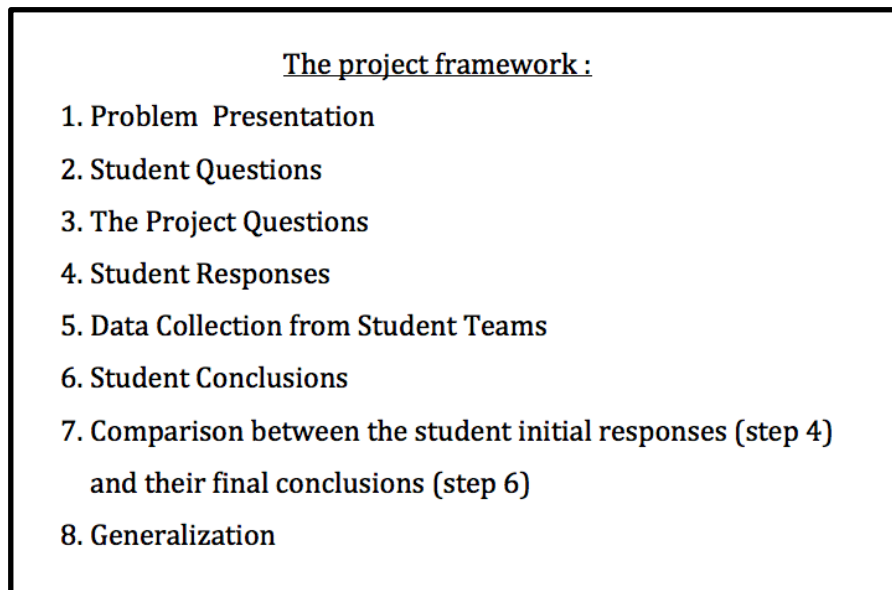 The project framework :
1. Problem Presentation
2. Student Questions
3. The Project Questions
4. Student Responses
5. Data Collection from Student Teams
6. Student Conclusions
7. Comparison between the student initial responses (step 4)
and their final conclusions (step 6)
8. Generalization